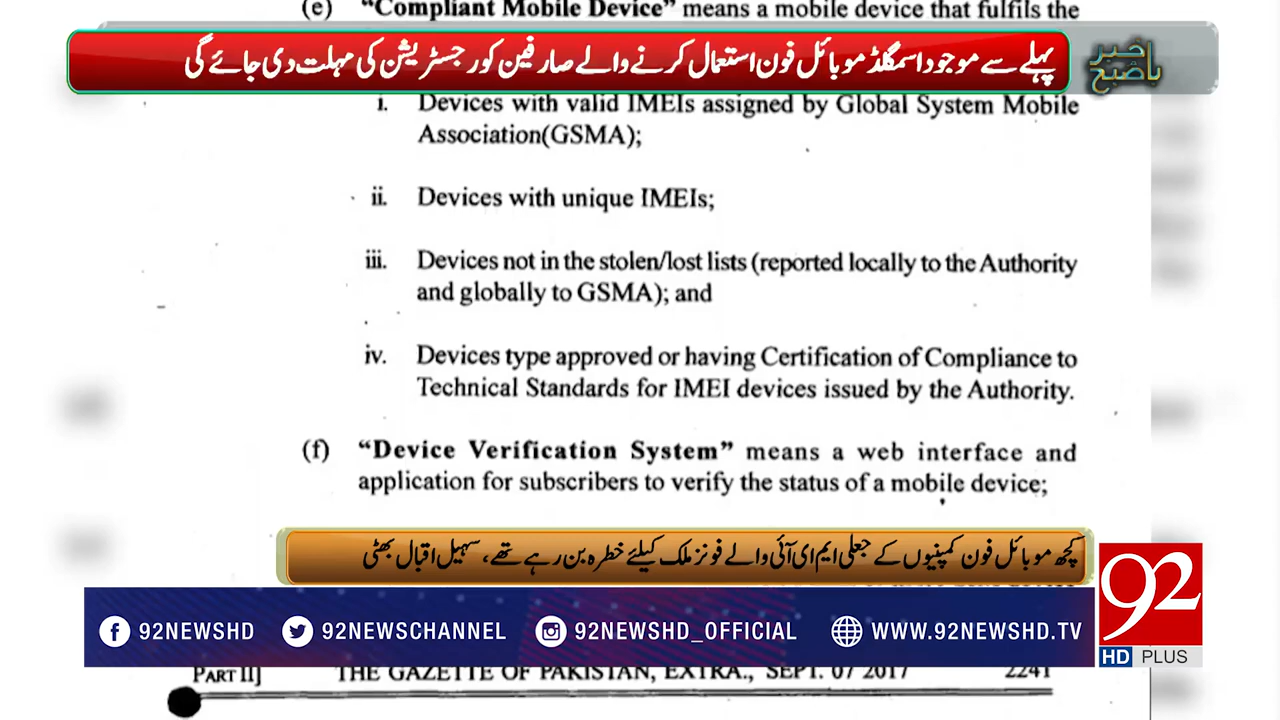 (e) “Compliant Mobile Device” means a mobile device that fulfils the
پہلے سے موجود اسمگلڈ موبائل فون استعمال کرنے والے صارفین کو رجسٹریشن کی مہلت دی جائے گی
باخبر صبح
i. Devices with valid IMEIs assigned by Global System Mobile
Association(GSMA);
ii. Devices with unique IMEIs;
iii. Devices not in the stolen/lost lists (reported locally to the Authority
and globally to GSMA); and
iv. Devices type approved or having Certification of Compliance to
Technical Standards for IMEI devices issued by the Authority.
(f) “Device Verification System” means a web interface and
application for subscribers to verify the status of a mobile device;
کچھ موبائل فون کمپنیوں کے جعلی ایم ای آئی والے فونز ملک کیلئے خطرہ بن رہے تھے، سہیل اقبال بھٹی
92NEWSHD 92NEWSCHANNEL 92NEWSHD_OFFICIAL WWW.92NEWSHD.TV
92
HD PLUS
PART II] THE GAZETTE OF PAKISTAN, EXTRA., SEPT. 07 2017 2241